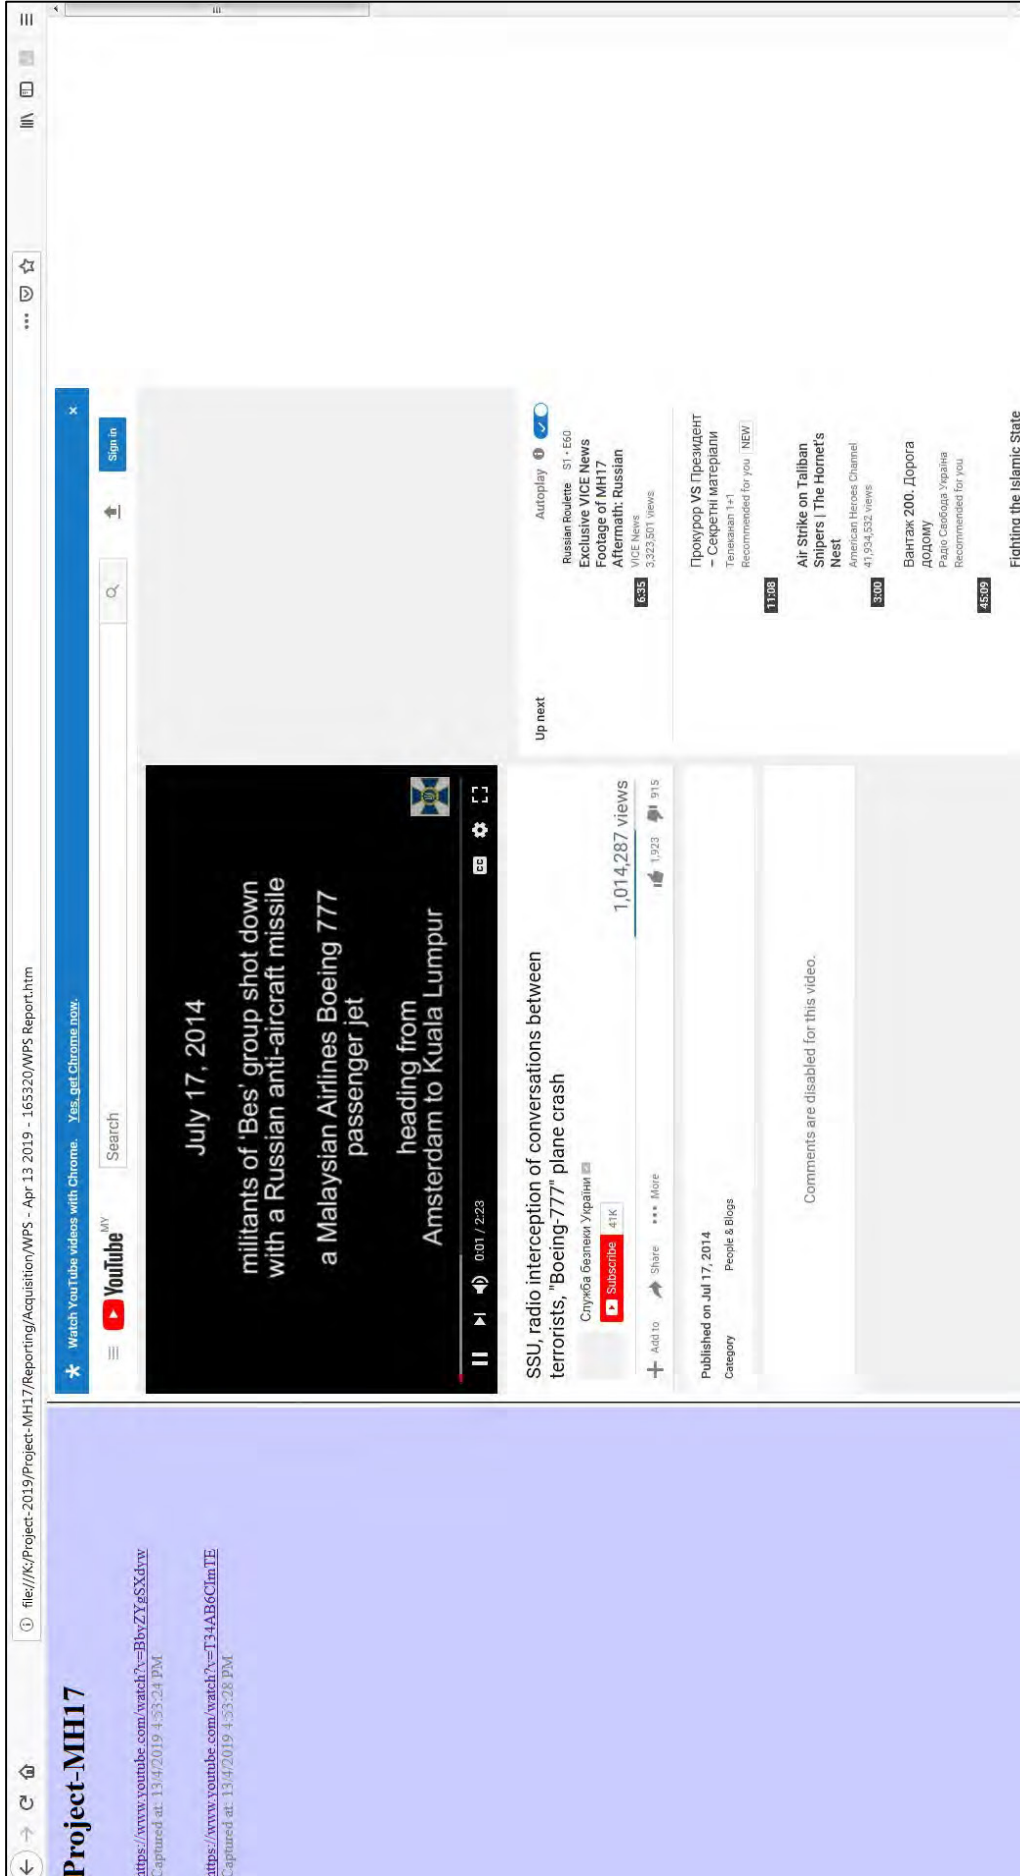 file:///K:/Project-2019/Project-MH17/Reporting/Acquisition/WPS - Apr 13 2019 - 165320/WPS Report.htm
Project-MH17
https://www.youtube.com/watch?v=BbyZYgSXdyw
Captured at: 13/4/2019 4:53:24 PM
https://www.youtube.com/watch?v=T34AB6CImTE
Captured at: 13/4/2019 4:53:28 PM
Watch YouTube videos with Chrome. Yes, get Chrome now.
YouTube MY
Search
Sign in
July 17, 2014
militants of 'Bes' group shot down
with a Russian anti-aircraft missile
a Malaysian Airlines Boeing 777
passenger jet
heading from
Amsterdam to Kuala Lumpur
0:01 / 2:23
CC
SSU, radio interception of conversations between
terrorists, "Boeing-777" plane crash
Служба безпеки України
Subscribe 41K
1,014,287 views
Add to Share More
1,923 915
Published on Jul 17, 2014
Category People & Blogs
Comments are disabled for this video.
Up next
Autoplay
Russian Roulette S1 • E60
Exclusive VICE News
Footage of MH17
Aftermath: Russian
VICE News
3,323,501 views
6:35
Прокурор VS Президент
– Секретні матеріали
Телеканал 1+1
Recommended for you NEW
11:08
Air Strike on Taliban
Snipers | The Hornet's
Nest
American Heroes Channel
41,934,532 views
3:00
Вантаж 200. Дорога
додому
Радіо Свобода Україна
Recommended for you
45:09
Fighting the Islamic State